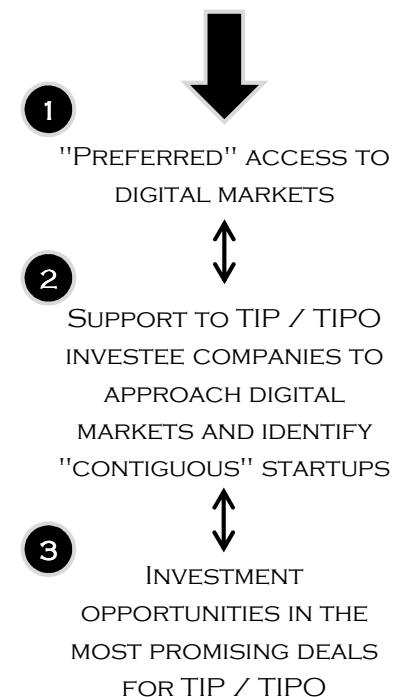 1
"Preferred" access to
digital markets
2
Support to TIP / TIPO
investee companies to
approach digital
markets and identify
"contiguous" startups
3
Investment
opportunities in the
most promising deals
for TIP / TIPO